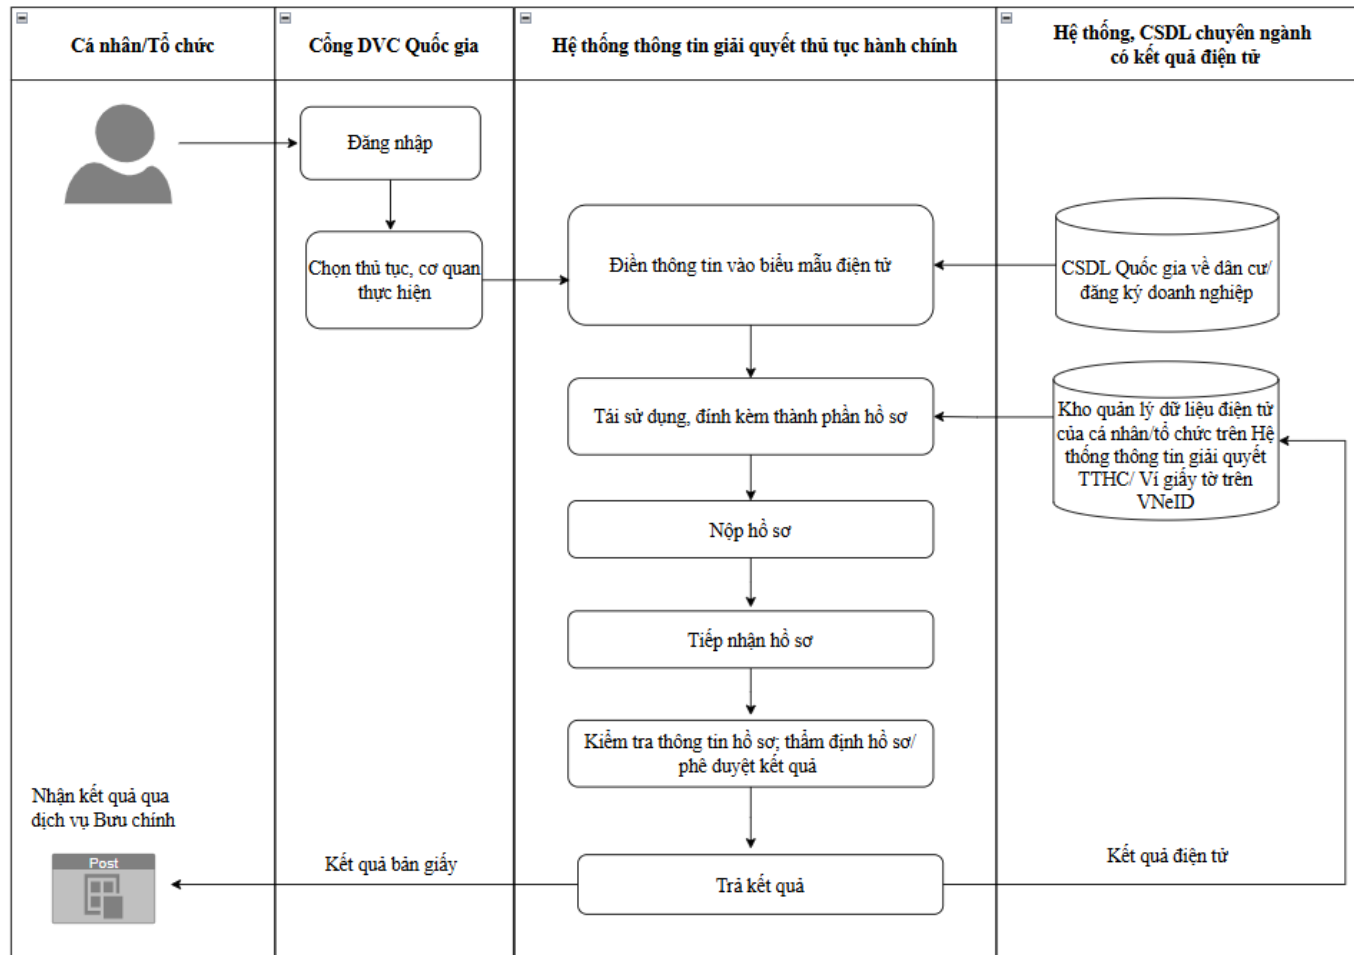 Cá nhân/Tổ chức
Cổng DVC Quốc gia
Hệ thống thông tin giải quyết thủ tục hành chính
Hệ thống, CSDL chuyên ngành
có kết quả điện tử
Đăng nhập
Chọn thủ tục, cơ quan
thực hiện
Điền thông tin vào biểu mẫu điện tử
CSDL Quốc gia về dân cư/
đăng ký doanh nghiệp
Tái sử dụng, đính kèm thành phần hồ sơ
Kho quản lý dữ liệu điện tử
của cá nhân/tổ chức trên Hệ
thống thông tin giải quyết
TTHC/ Ví giấy tờ trên
VNeID
Nộp hồ sơ
Tiếp nhận hồ sơ
Kiểm tra thông tin hồ sơ; thẩm định hồ sơ/
phê duyệt kết quả
Nhận kết quả qua
dịch vụ Bưu chính
Post
Kết quả bản giấy
Trả kết quả
Kết quả điện tử